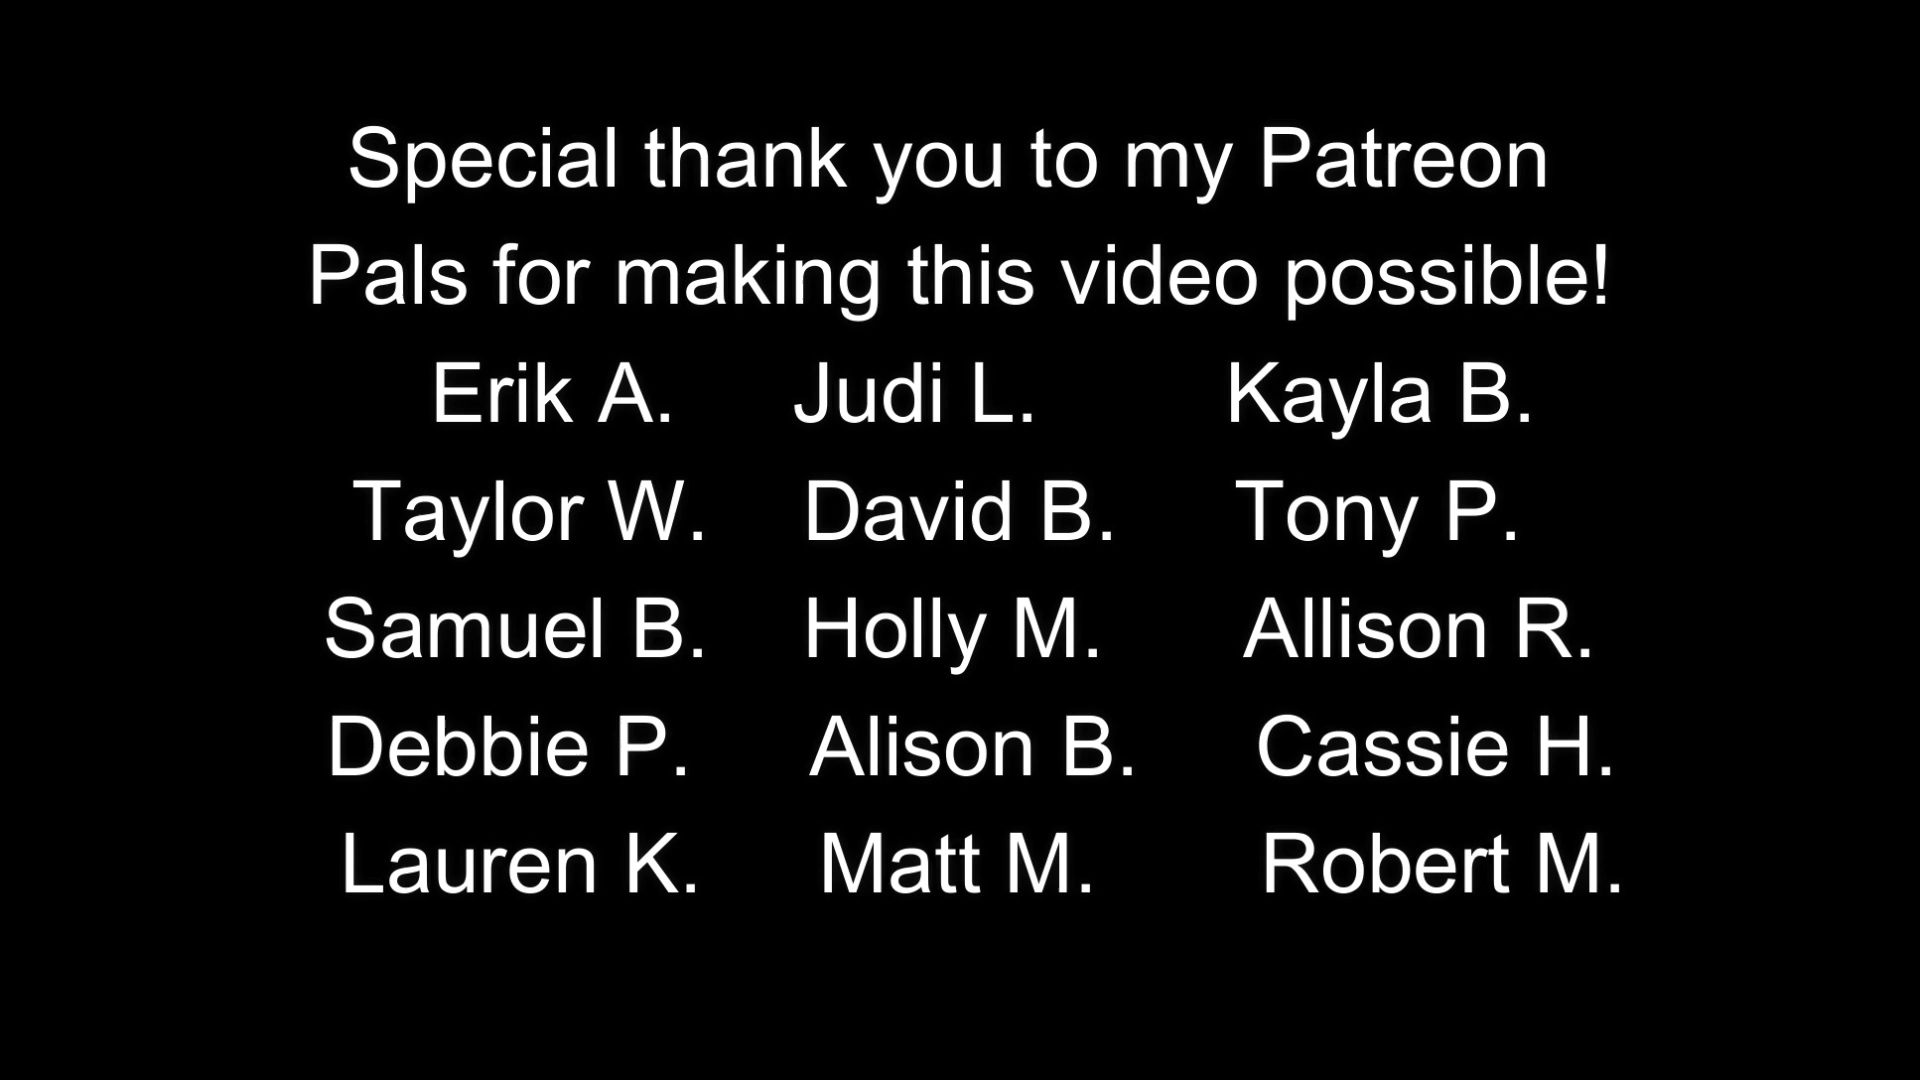 Special thank you to my Patreon
Pals for making this video possible!
Erik A. Judi L. Kayla B.
Taylor W. David B. Tony P.
Samuel B. Holly M. Allison R.
Debbie P. Alison B. Cassie H.
Lauren K. Matt M. Robert M.